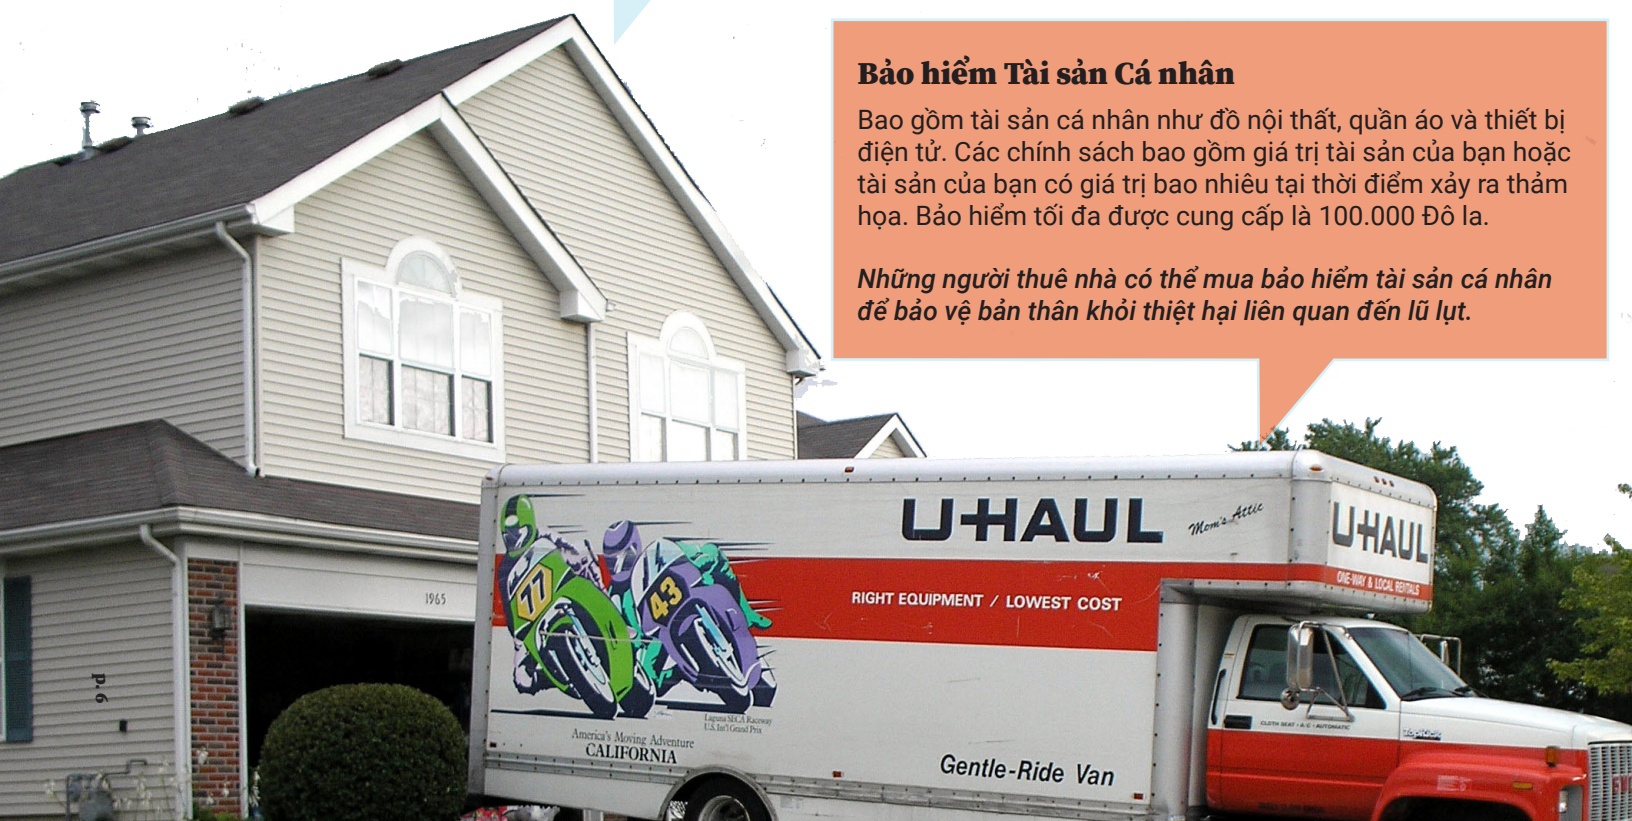 Bảo hiểm Tài sản Cá nhân
Bao gồm tài sản cá nhân như đồ nội thất, quần áo và thiết bị
điện tử. Các chính sách bao gồm giá trị tài sản của bạn hoặc
tài sản của bạn có giá trị bao nhiêu tại thời điểm xảy ra thảm
họa. Bảo hiểm tối đa được cung cấp là 100.000 Đô la.
Những người thuê nhà có thể mua bảo hiểm tài sản cá nhân
để bảo vệ bản thân khỏi thiệt hại liên quan đến lũ lụt.
U-HAUL
Mom's Attic
U-HAUL
ONE-WAY & LOCAL RENTALS
RIGHT EQUIPMENT / LOWEST COST
77
43
1965
Laguna SECA Raceway
U.S. Int'l Grand Prix
America's Moving Adventure
CALIFORNIA
Gentle-Ride Van
CLOTH SEAT • A/C • AUTOMATIC
p. 6